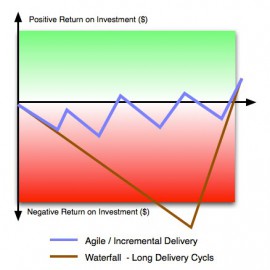 Positive Return on Investment ($)
Negative Return on Investment ($)
Agile / Incremental Delivery
Waterfall - Long Delivery Cycls